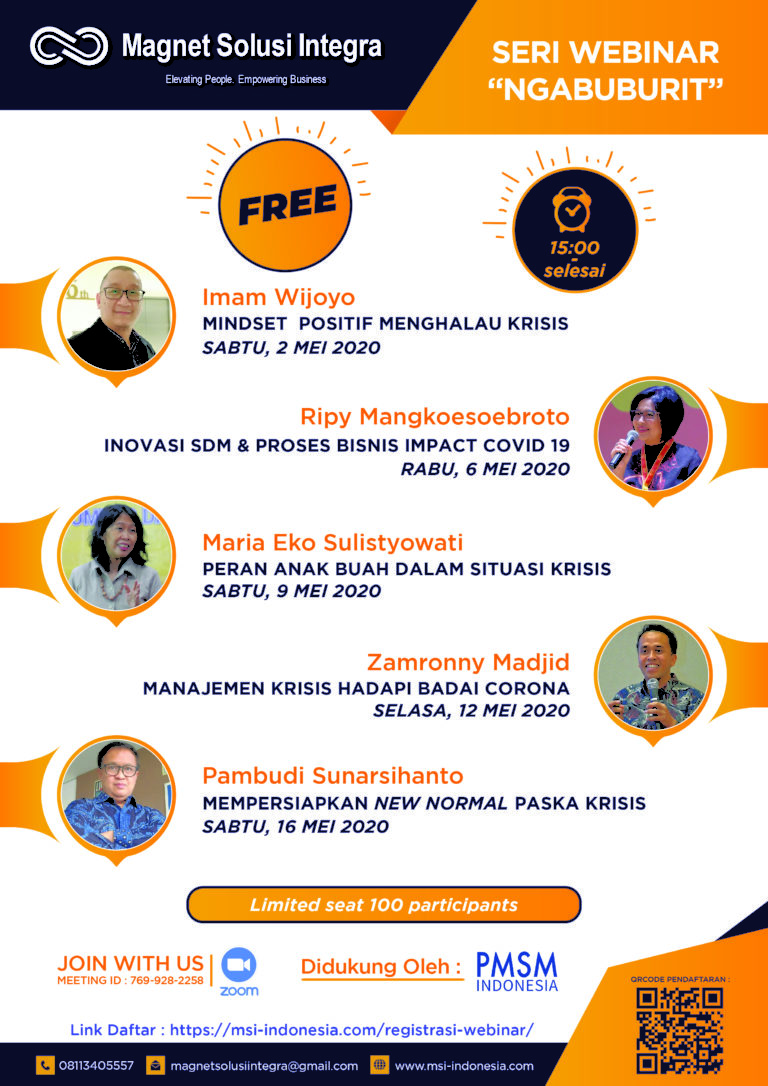 Magnet Solusi Integra
Elevating People. Empowering Business
SERI WEBINAR
“NGABUBURIT”
FREE
15:00
-
selesai
Imam Wijoyo
MINDSET POSITIF MENGHALAU KRISIS
SABTU, 2 MEI 2020
Ripy Mangkoesoebroto
INOVASI SDM & PROSES BISNIS IMPACT COVID 19
RABU, 6 MEI 2020
Maria Eko Sulistyowati
PERAN ANAK BUAH DALAM SITUASI KRISIS
SABTU, 9 MEI 2020
Zamronny Madjid
MANAJEMEN KRISIS HADAPI BADAI CORONA
SELASA, 12 MEI 2020
Pambudi Sunarsihanto
MEMPERSIAPKAN NEW NORMAL PASKA KRISIS
SABTU, 16 MEI 2020
Limited seat 100 participants
JOIN WITH US
MEETING ID : 769-928-2258
zoom
Didukung Oleh :
PMSM
INDONESIA
QRCODE PENDAFTARAN :
Link Daftar : https://msi-indonesia.com/registrasi-webinar/
08113405557
magnetsolusiintegra@gmail.com
www.msi-indonesia.com